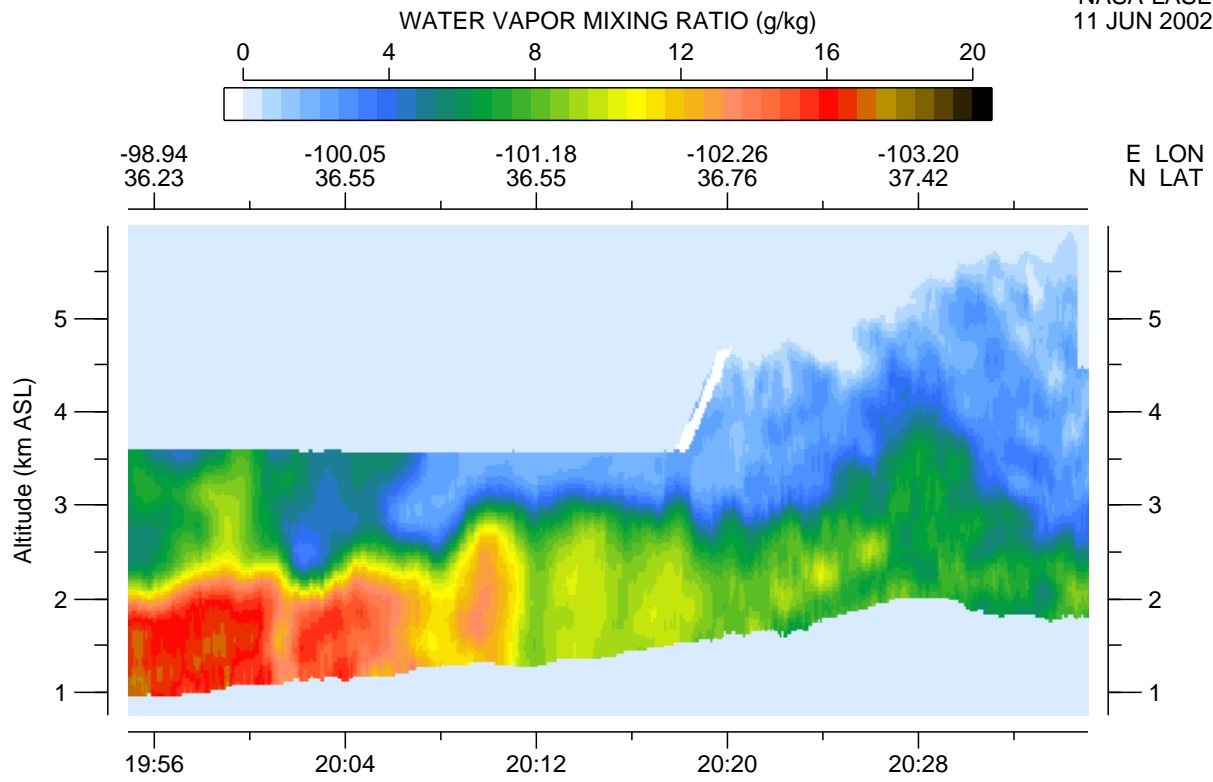 NASA LASE
WATER VAPOR MIXING RATIO (g/kg)
11 JUN 2002
0 4 8 12 16 20
-98.94 -100.05 -101.18 -102.26 -103.20 E LON
36.23 36.55 36.55 36.76 37.42 N LAT
5 5
4 4
Altitude (km ASL)
3 3
2 2
1 1
19:56 20:04 20:12 20:20 20:28